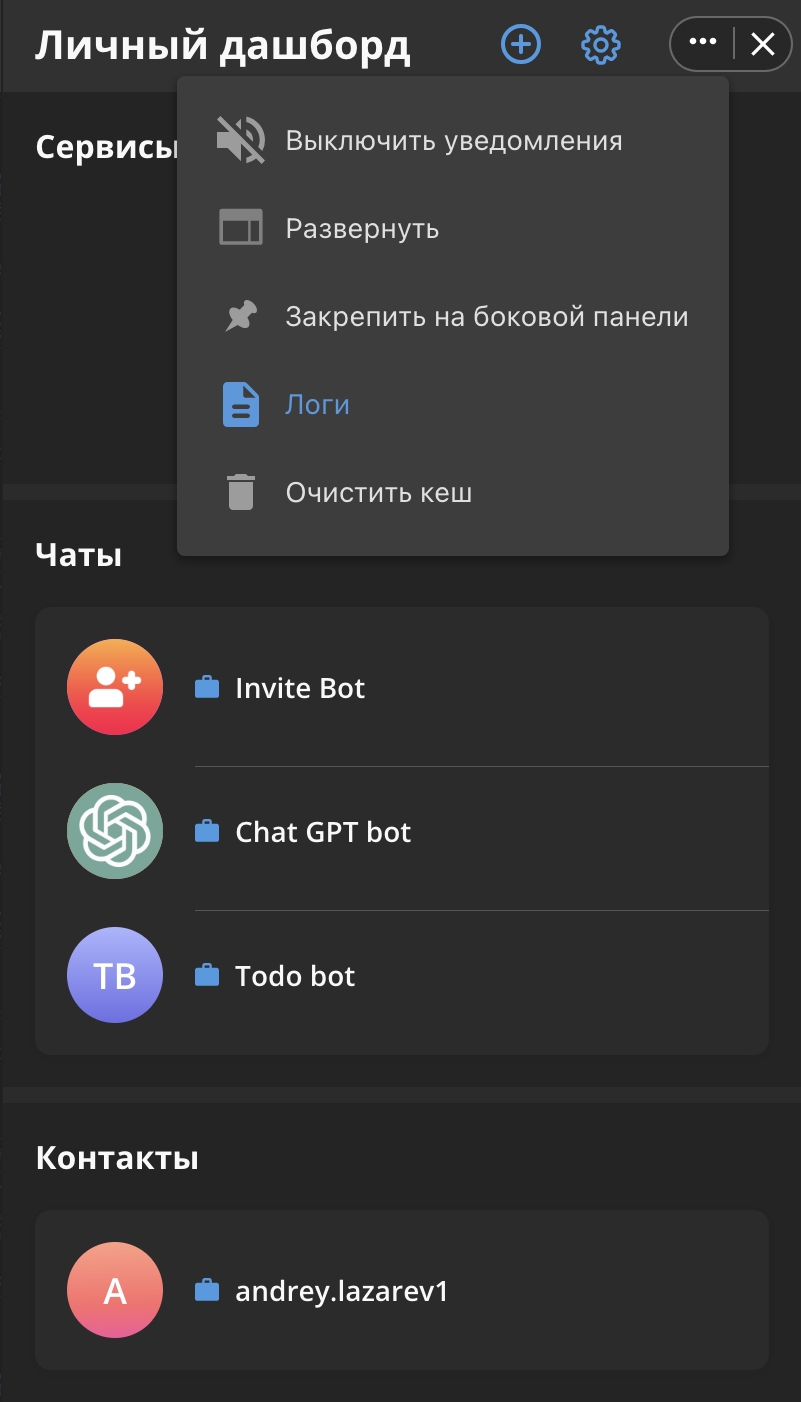 Личный дашборд
Сервисы
Выключить уведомления
Развернуть
Закрепить на боковой панели
Логи
Очистить кеш
Чаты
Invite Bot
Chat GPT bot
TB
Todo bot
Контакты
A
andrey.lazarev1